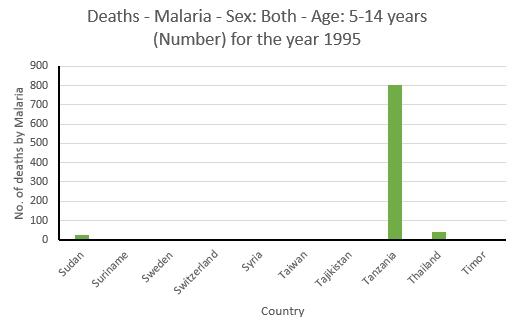 Deaths - Malaria - Sex: Both - Age: 5-14 years
(Number) for the year 1995
No. of deaths by Malaria
900
800
700
600
500
400
300
200
100
0
Sudan
Suriname
Sweden
Switzerland
Syria
Taiwan
Tajikistan
Tanzania
Thailand
Timor
Country